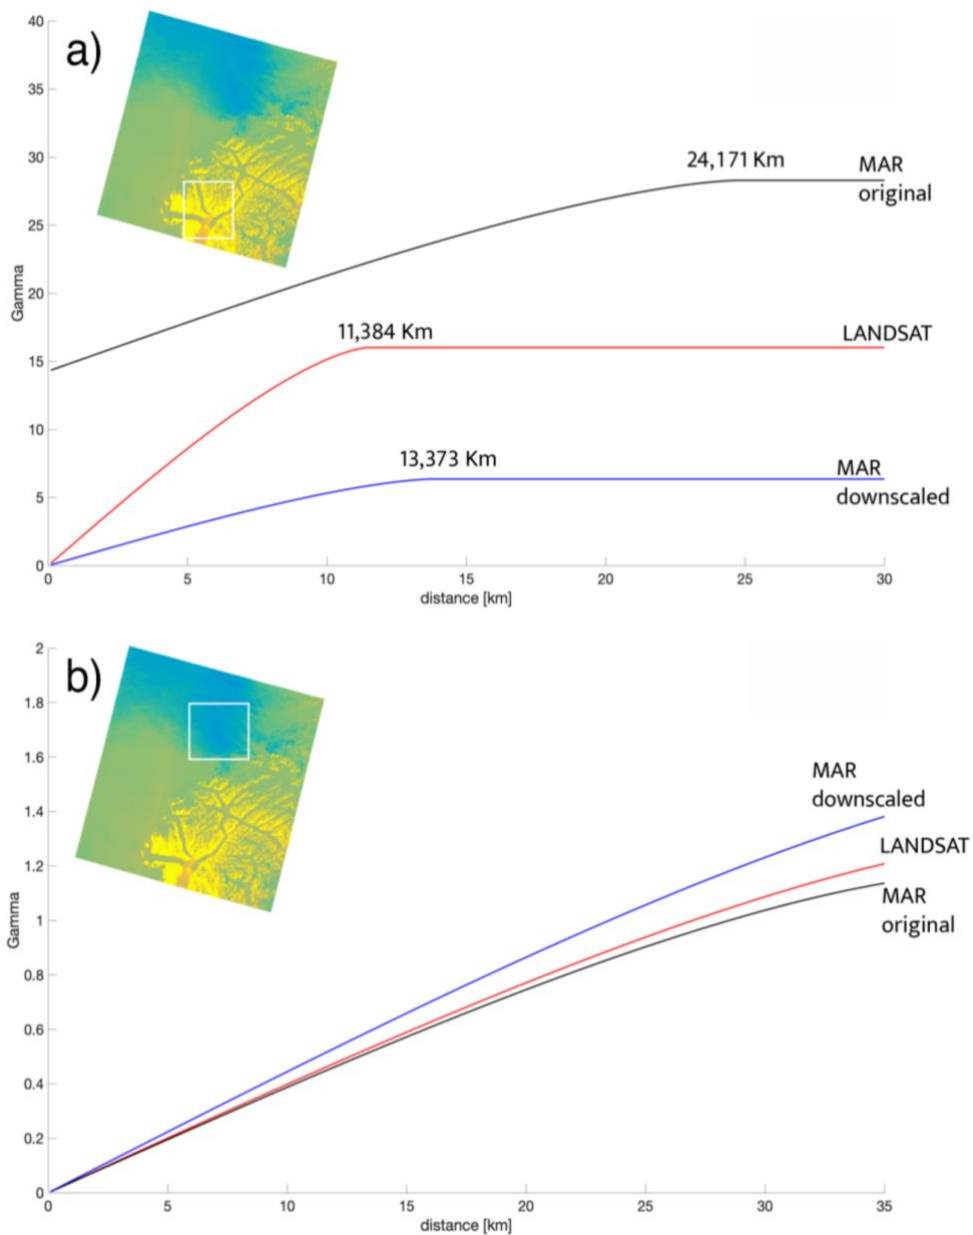 a)
40
35
30
25
20
15
10
5
0
Gamma
24,171 Km
MAR
original
11,384 Km
LANDSAT
13,373 Km
MAR
downscaled
0 5 10 15 20 25 30
distance [km]
b)
2
1.8
1.6
1.4
1.2
1
0.8
0.6
0.4
0.2
0
Gamma
MAR
downscaled
LANDSAT
MAR
original
0 5 10 15 20 25 30 35
distance [km]